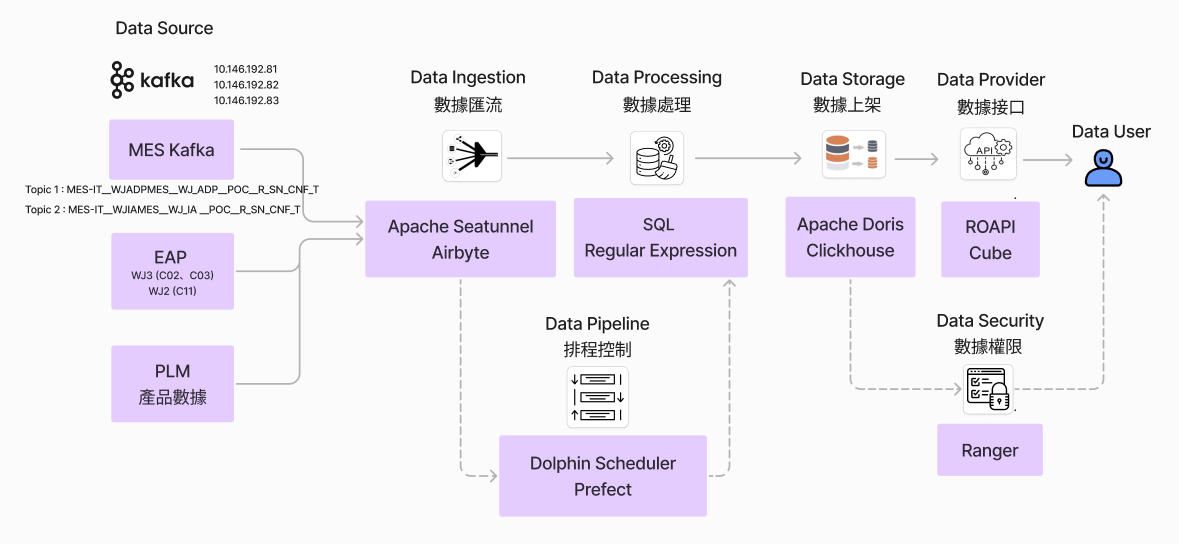 Data Source
kafka
10.146.192.81
10.146.192.82
10.146.192.83
MES Kafka
Topic 1 : MES-IT__WJADPMES__WJ_ADP__POC__R_SN_CNF_T
Topic 2 : MES-IT__WJIAMES__WJ_IA __POC__R_SN_CNF_T
EAP
WJ3 (C02、C03)
WJ2 (C11)
PLM
產品數據
Data Ingestion
數據匯流
Apache Seatunnel
Airbyte
Data Processing
數據處理
SQL
Regular Expression
Data Pipeline
排程控制
Dolphin Scheduler
Prefect
Data Storage
數據上架
Apache Doris
Clickhouse
Data Provider
數據接口
API
ROAPI
Cube
Data Security
數據權限
Ranger
Data User